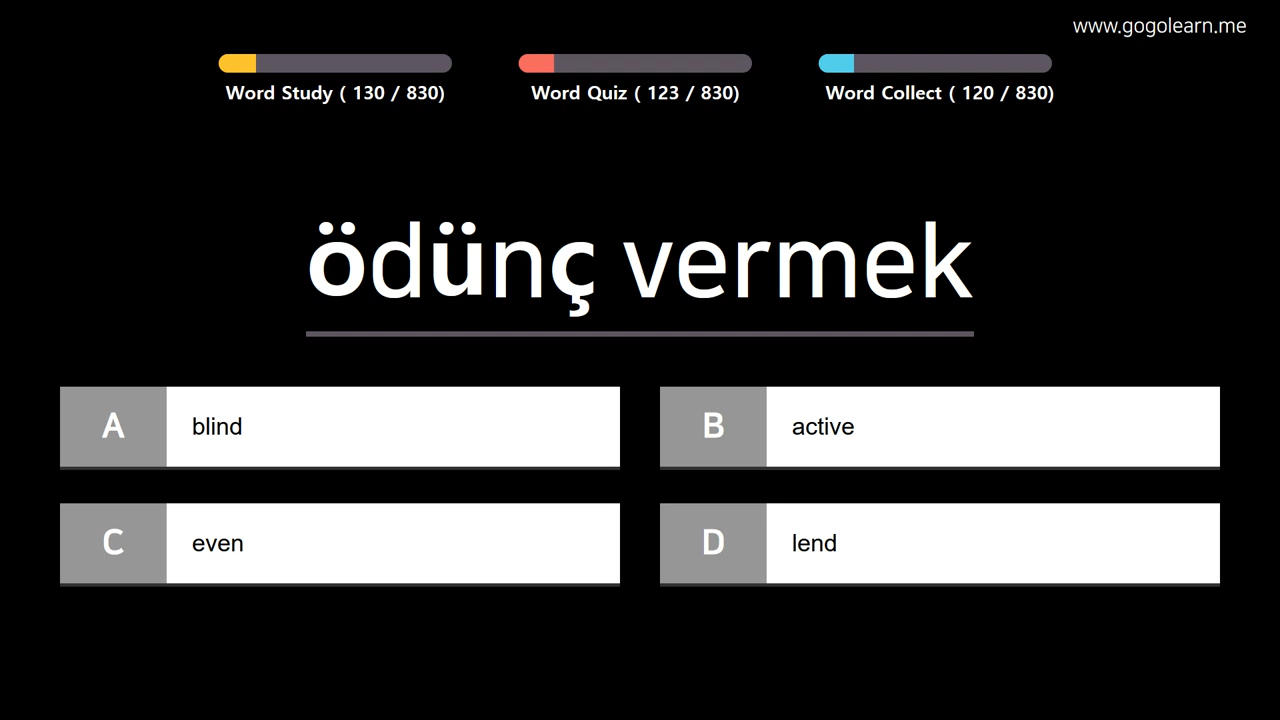 www.gogolearn.me
Word Study ( 130 / 830)
Word Quiz ( 123 / 830)
Word Collect ( 120 / 830)
ödünç vermek
A
blind
B
active
C
even
D
lend